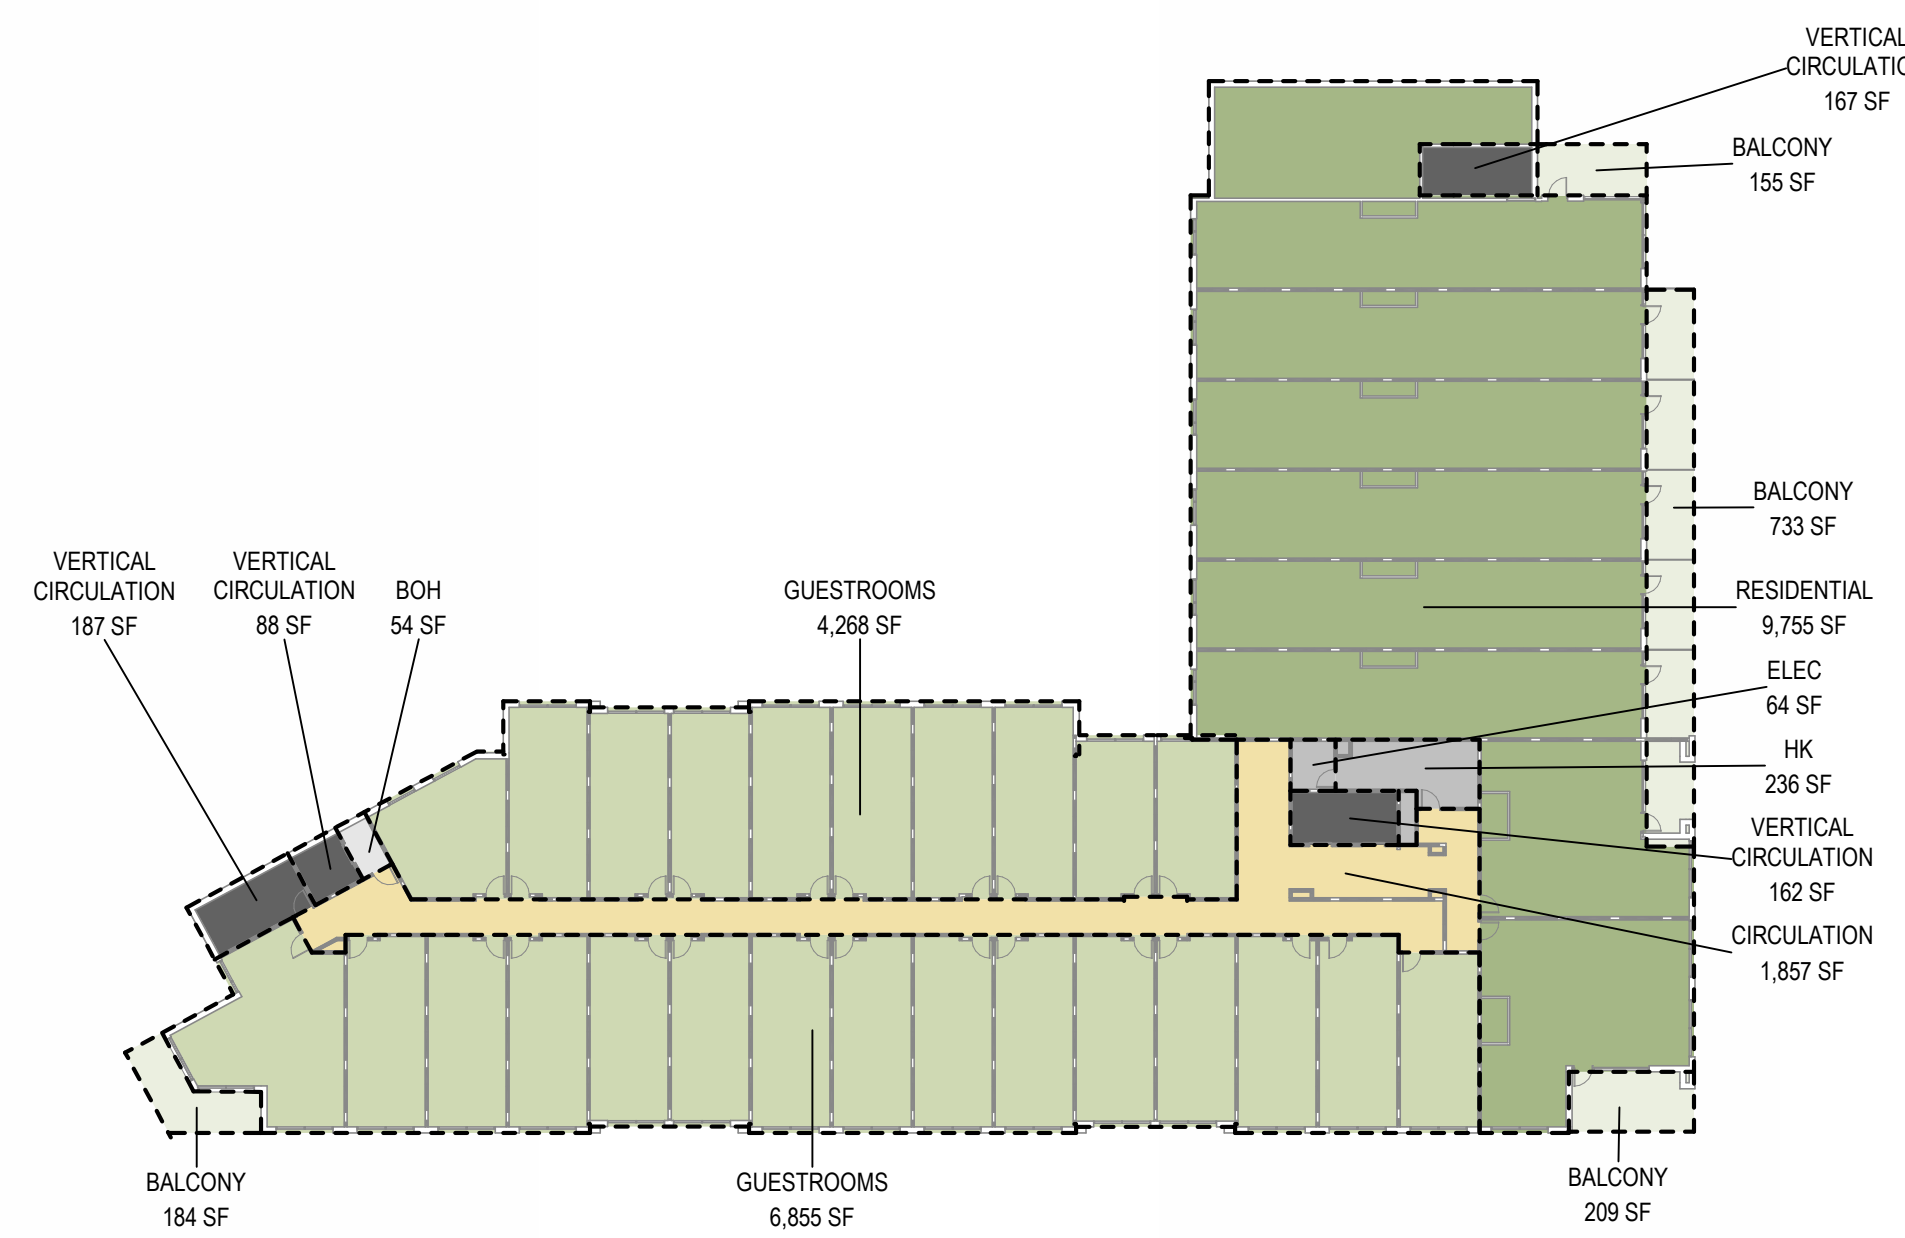 VERTICAL
CIRCULATIO
167 SF
BALCONY
155 SF
BALCONY
733 SF
RESIDENTIAL
9,755 SF
ELEC
64 SF
HK
236 SF
VERTICAL
CIRCULATION
162 SF
CIRCULATION
1,857 SF
VERTICAL
CIRCULATION
187 SF
VERTICAL
CIRCULATION
88 SF
BOH
54 SF
GUESTROOMS
4,268 SF
BALCONY
184 SF
GUESTROOMS
6,855 SF
BALCONY
209 SF